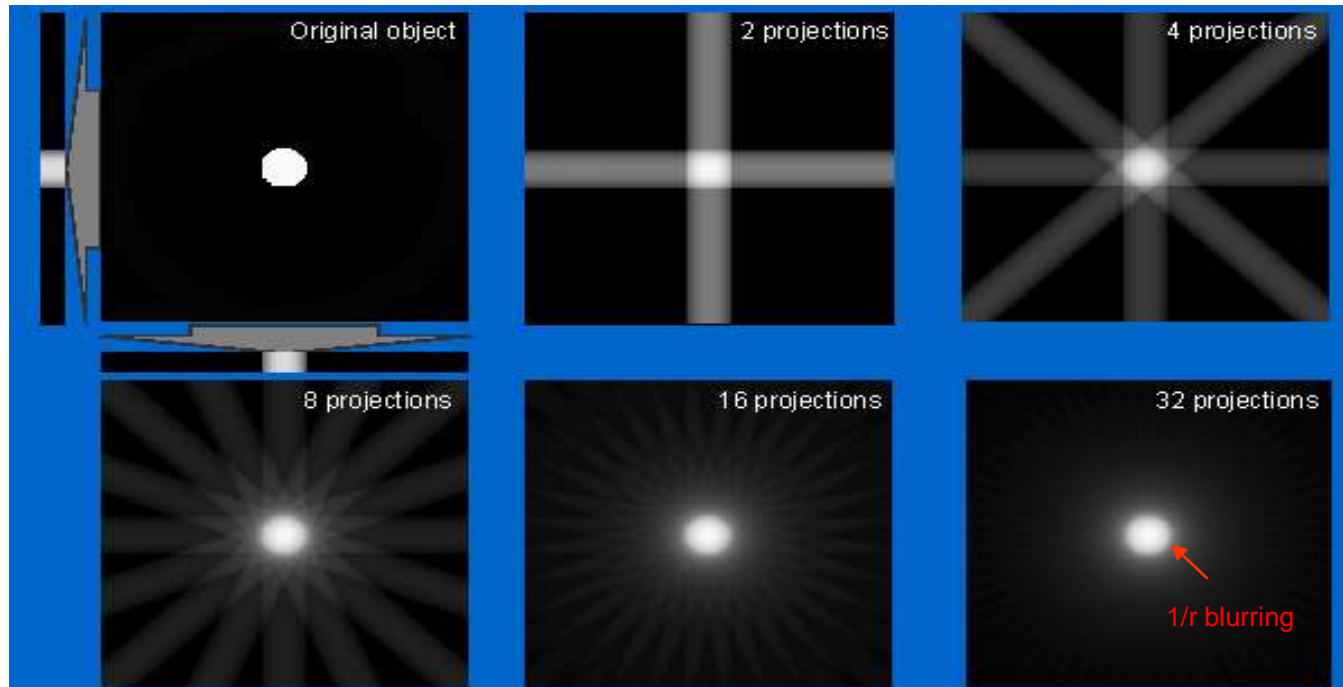 Original object
2 projections
4 projections
8 projections
16 projections
32 projections
1/r blurring